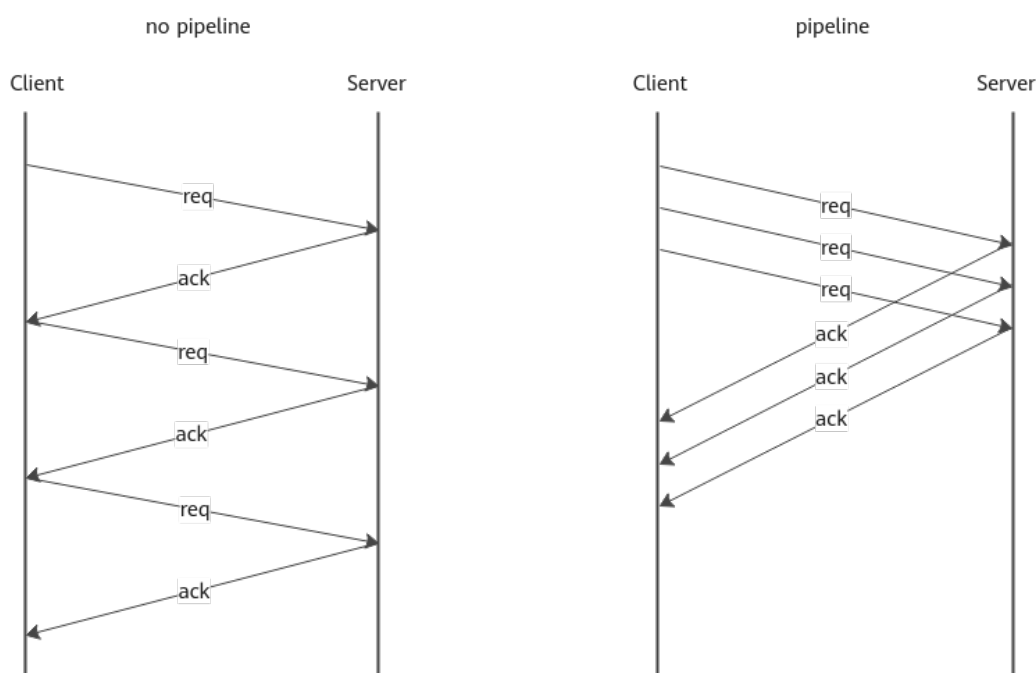 no pipeline
Client
Server
req
ack
req
ack
req
ack
pipeline
Client
Server
req
req
req
ack
ack
ack